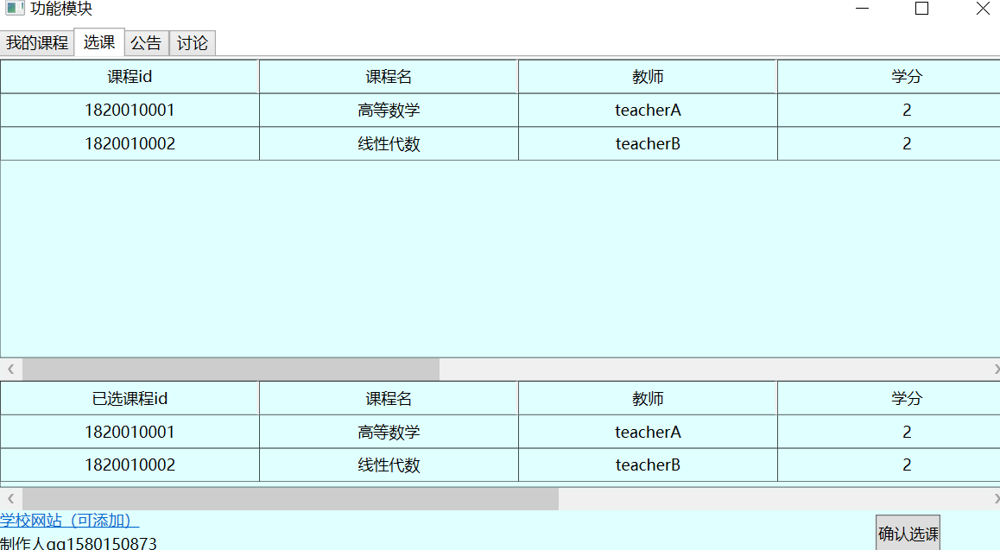 功能模块
我的课程 选课 公告 讨论
课程id 课程名 教师 学分
1820010001 高等数学 teacherA 2
1820010002 线性代数 teacherB 2
已选课程id 课程名 教师 学分
1820010001 高等数学 teacherA 2
1820010002 线性代数 teacherB 2
学校网站（可添加）
制作人qq1580150873
确认选课